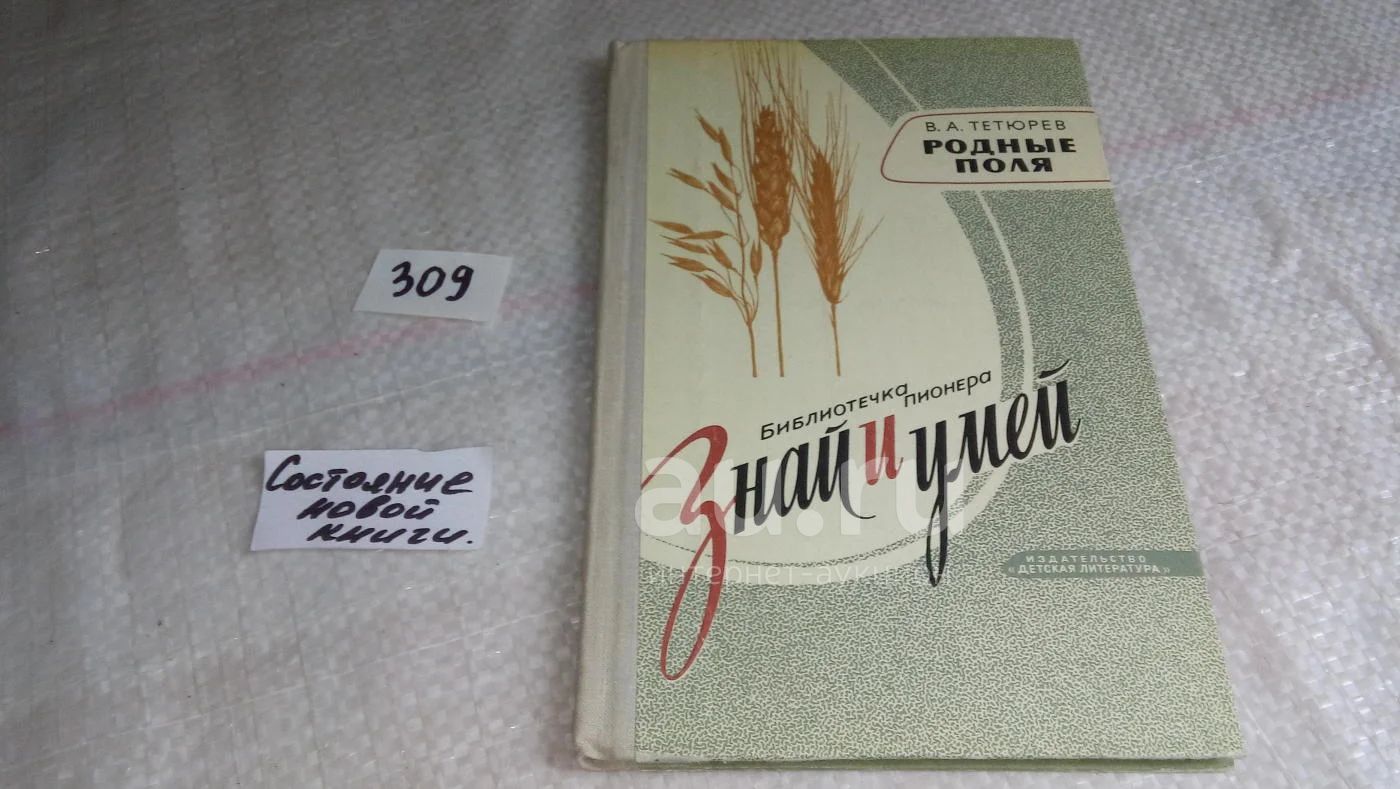 В. А. ТЕТЮРЕВ
РОДНЫЕ
ПОЛЯ
309
Библиотечка пионера
Знай и умей
Состояние
новой
книги.
au.ru
ИЗДАТЕЛЬСТВО
«ДЕТСКАЯ ЛИТЕРАТУРА»